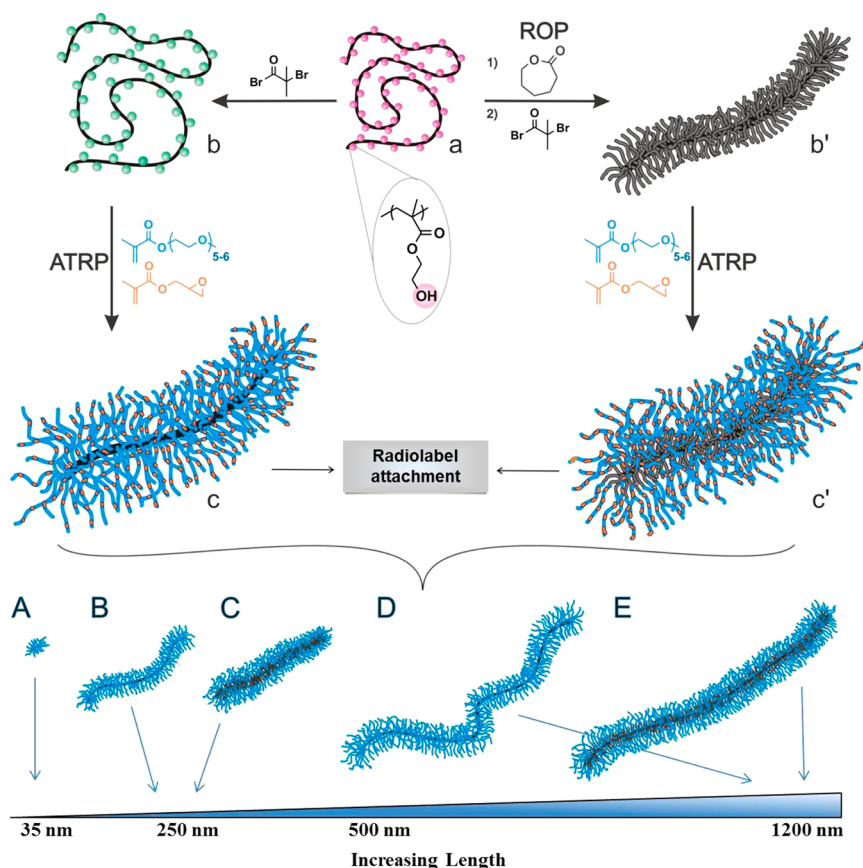 ROP
1)
O
O
O
Br
Br
2)
O
Br
Br
b
a
b'
O
O
O
5-6
ATRP
O
O
O
O
O
OH
O
O
O
5-6
ATRP
O
O
O
Radiolabel
attachment
c
c'
A
B
C
D
E
35 nm
250 nm
500 nm
1200 nm
Increasing Length